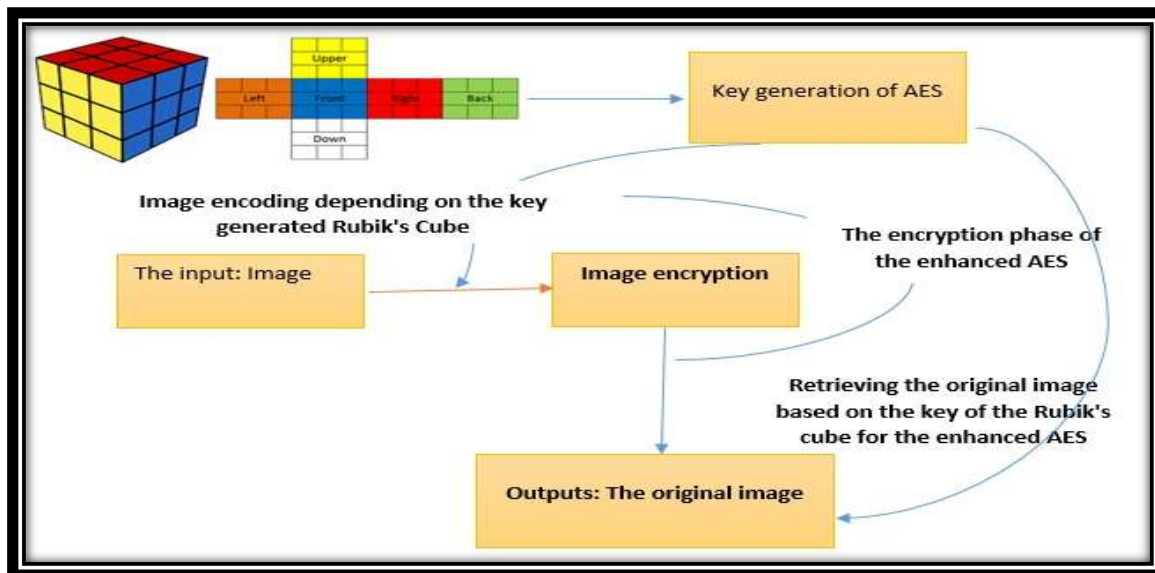 Upper
Left
Front
Right
Back
Down
Key generation of AES
Image encoding depending on the key
generated Rubik's Cube
The encryption phase of
the enhanced AES
The input: Image
Image encryption
Retrieving the original image
based on the key of the Rubik's
cube for the enhanced AES
Outputs: The original image